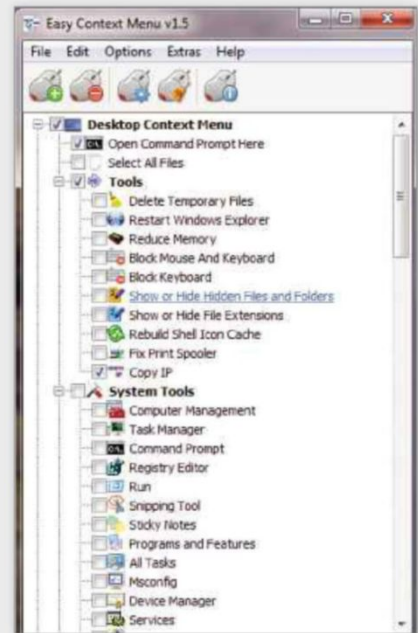 Easy Context Menu v1.5
File Edit Options Extras Help
Desktop Context Menu
Open Command Prompt Here
Select All Files
Tools
Delete Temporary Files
Restart Windows Explorer
Reduce Memory
Block Mouse And Keyboard
Block Keyboard
Show or Hide Hidden Files and Folders
Show or Hide File Extensions
Rebuild Shell Icon Cache
Fix Print Spooler
Copy IP
System Tools
Computer Management
Task Manager
Command Prompt
Registry Editor
Run
Snipping Tool
Sticky Notes
Programs and Features
All Tasks
Msconfig
Device Manager
Services